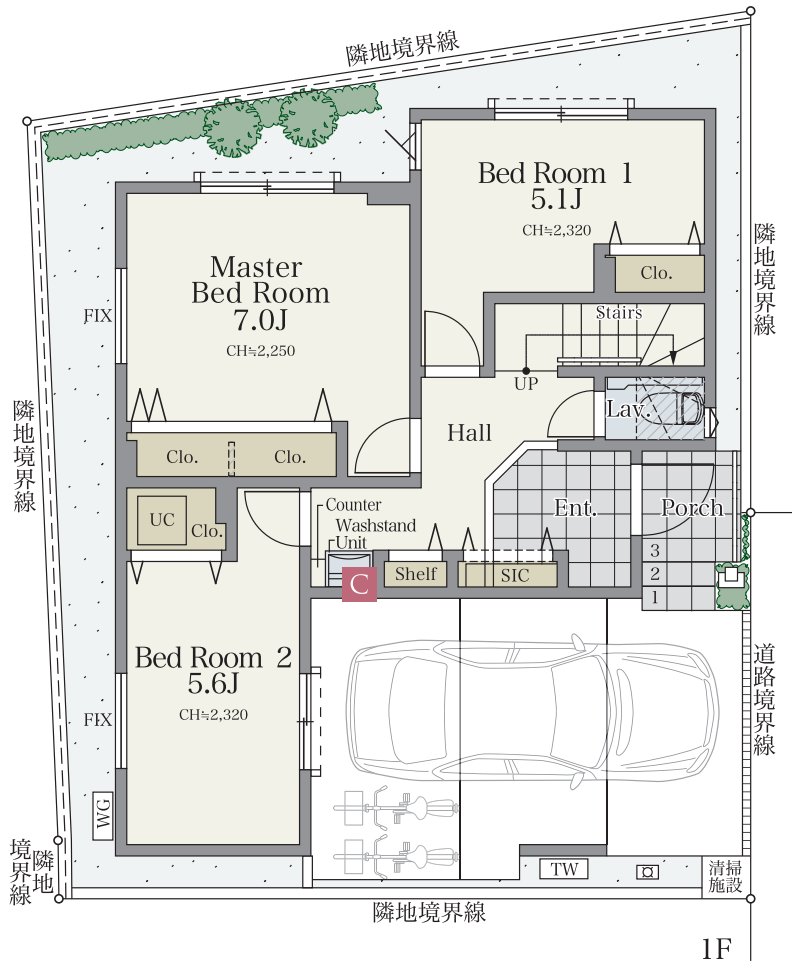 隣地境界線
Bed Room 1
5.1J
CH≒2,320
Clo.
隣地境界線
Master
Bed Room
7.0J
CH≒2,250
FIX
Stairs
UP
Lav.
Hall
隣地境界線
Clo.
Clo.
UC
Clo.
Counter
Washstand
Unit
C
Shelf
SIC
Ent.
Porch
3
2
1
Bed Room 2
5.6J
CH≒2,320
FIX
道路境界線
WG
隣地
境界線
TW
清掃
施設
隣地境界線
1F